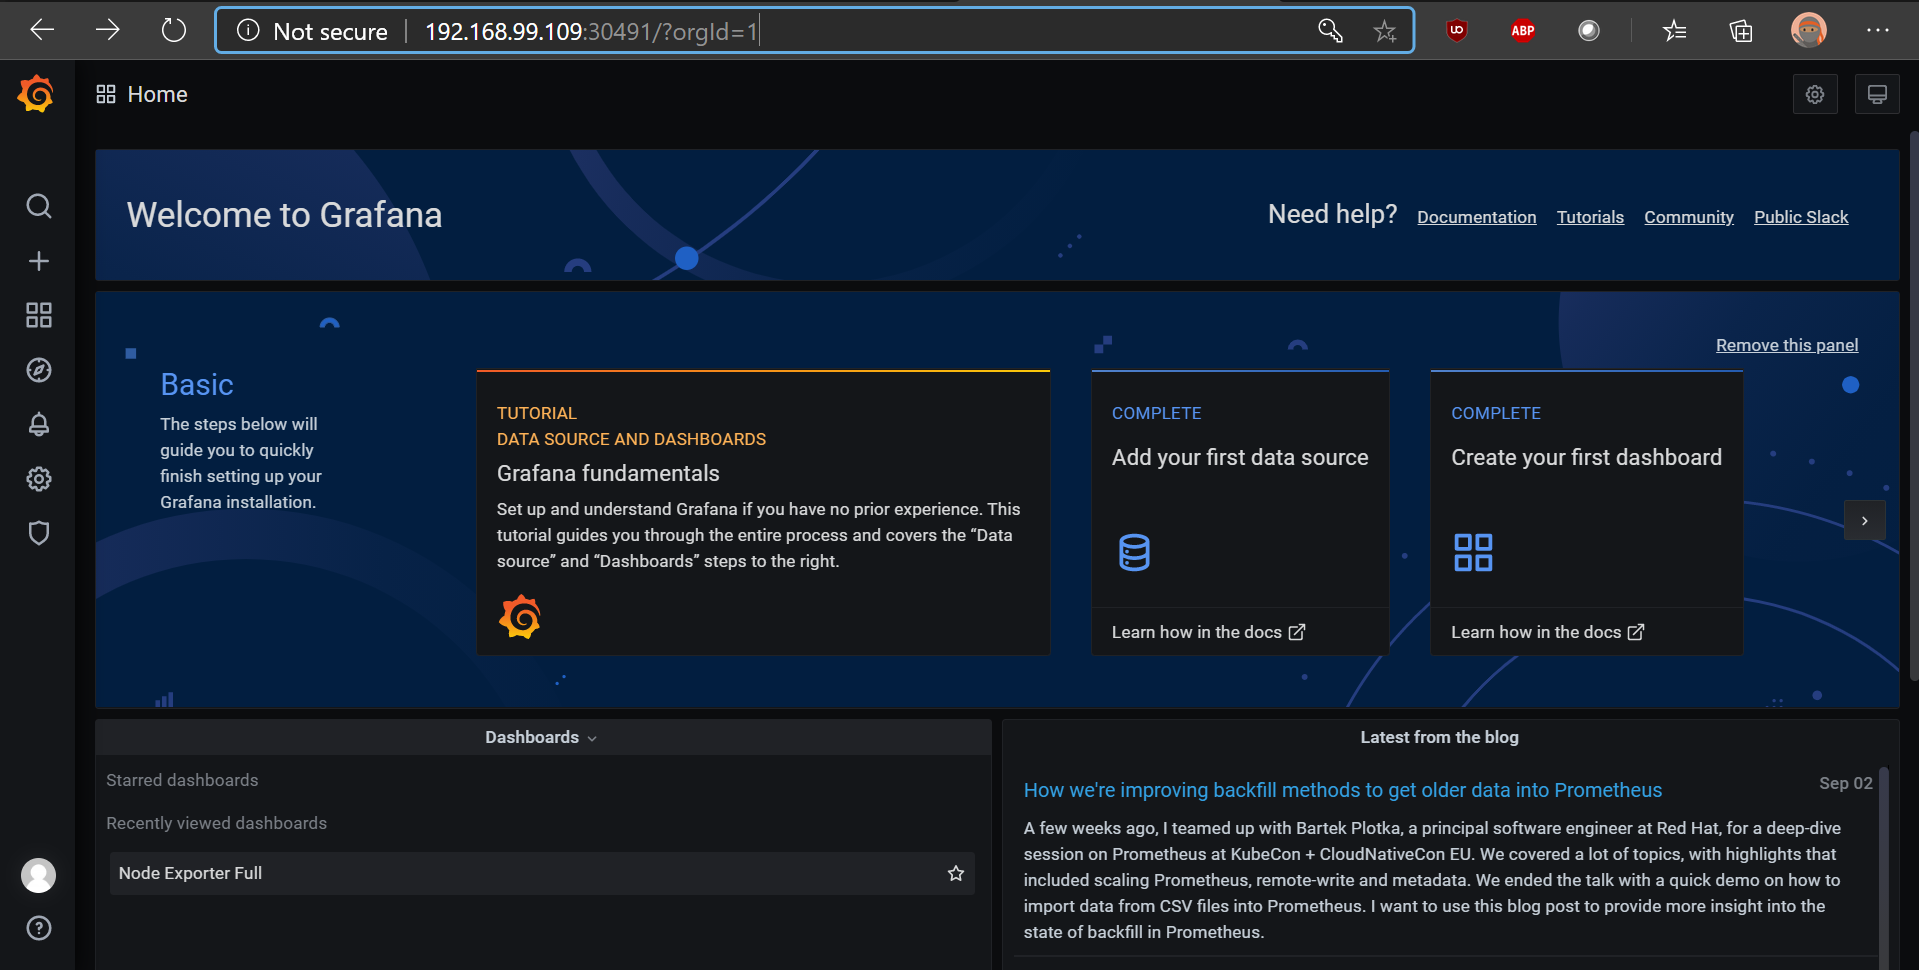 Not secure
192.168.99.109:30491/?orgId=1
ABP
Home
Welcome to Grafana
Need help?
Documentation
Tutorials
Community
Public Slack
Remove this panel
Basic
The steps below will
guide you to quickly
finish setting up your
Grafana installation.
TUTORIAL
DATA SOURCE AND DASHBOARDS
Grafana fundamentals
Set up and understand Grafana if you have no prior experience. This
tutorial guides you through the entire process and covers the “Data
source” and “Dashboards” steps to the right.
COMPLETE
Add your first data source
Learn how in the docs
COMPLETE
Create your first dashboard
Learn how in the docs
Dashboards
Starred dashboards
Recently viewed dashboards
Node Exporter Full
Latest from the blog
How we're improving backfill methods to get older data into Prometheus
Sep 02
A few weeks ago, I teamed up with Bartek Plotka, a principal software engineer at Red Hat, for a deep-dive
session on Prometheus at KubeCon + CloudNativeCon EU. We covered a lot of topics, with highlights that
included scaling Prometheus, remote-write and metadata. We ended the talk with a quick demo on how to
import data from CSV files into Prometheus. I want to use this blog post to provide more insight into the
state of backfill in Prometheus.